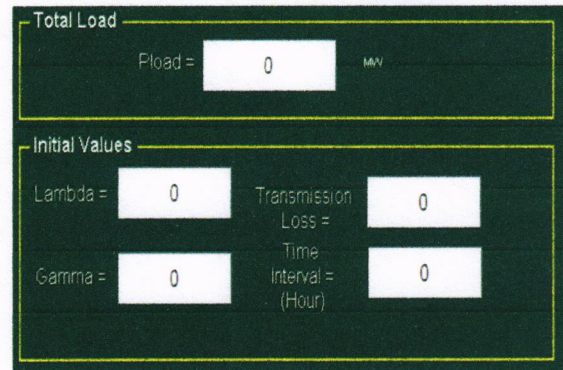 Total Load
Pload = 0 MW
Initial Values
Lambda = 0
Transmission
Loss = 0
Gamma = 0
Time
Interval = 0
(Hour)